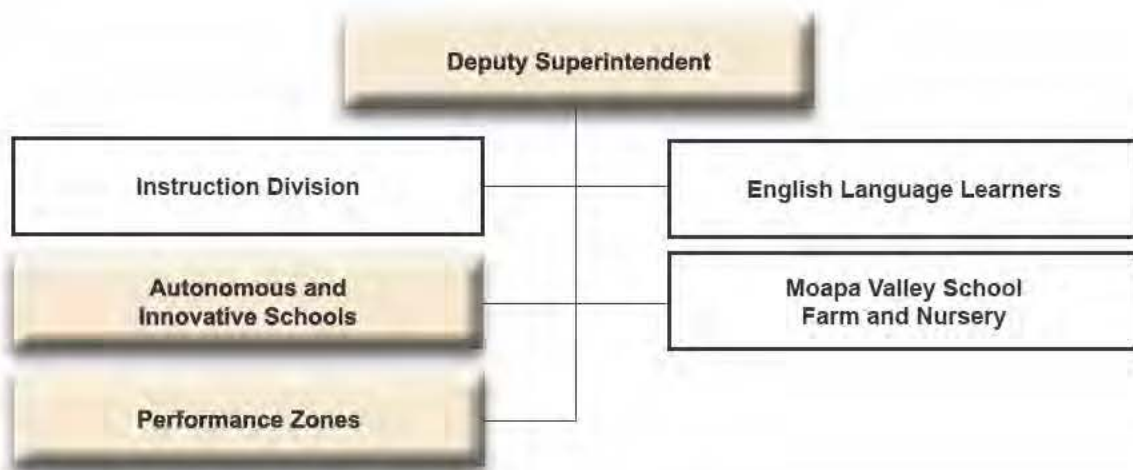 Deputy Superintendent
Instruction Division
English Language Learners
Autonomous and
Innovative Schools
Moapa Valley School
Farm and Nursery
Performance Zones